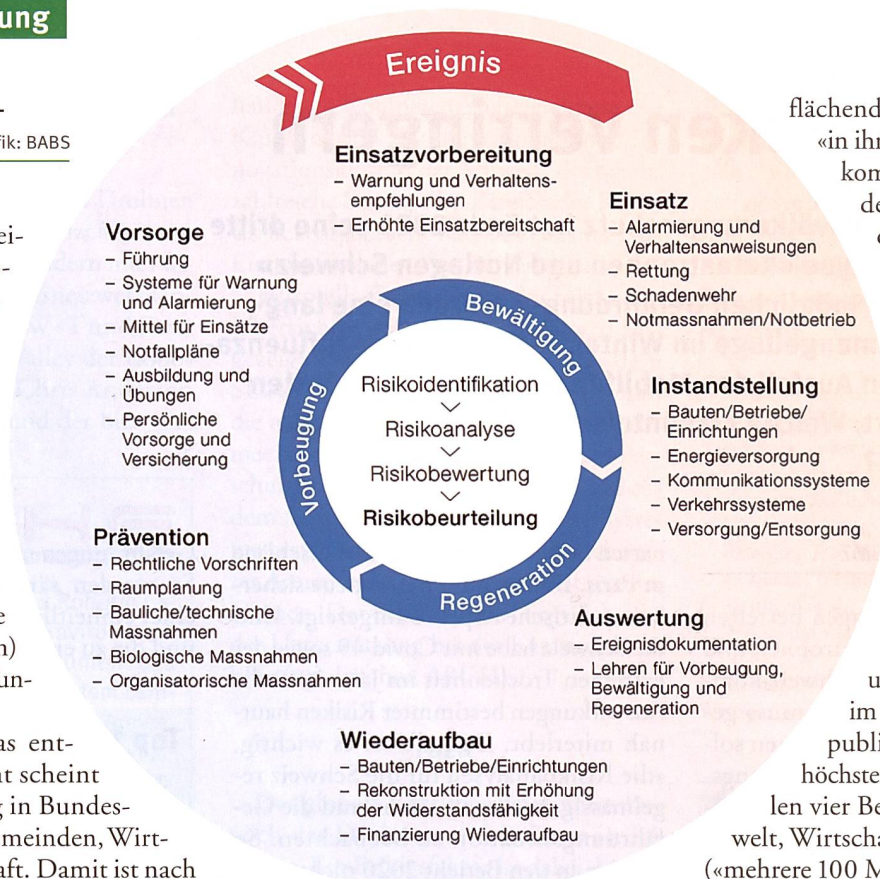 ung
fik: BABS
Ereignis
Einsatzvorbereitung
– Warnung und Verhaltens-
empfehlungen
– Erhöhte Einsatzbereitschaft
Einsatz
– Alarmierung und
Verhaltensanweisungen
– Rettung
– Schadenwehr
– Notmassnahmen/Notbetrieb
Instandstellung
– Bauten/Betriebe/
Einrichtungen
– Energieversorgung
– Kommunikationssysteme
– Verkehrssysteme
– Versorgung/Entsorgung
Auswertung
– Ereignisdokumentation
– Lehren für Vorbeugung,
Bewältigung und
Regeneration
Wiederaufbau
– Bauten/Betriebe/Einrichtungen
– Rekonstruktion mit Erhöhung
der Widerstandsfähigkeit
– Finanzierung Wiederaufbau
Prävention
– Rechtliche Vorschriften
– Raumplanung
– Bauliche/technische
Massnahmen
– Biologische Massnahmen
– Organisatorische Massnahmen
Vorsorge
– Führung
– Systeme für Warnung
und Alarmierung
– Mittel für Einsätze
– Notfallpläne
– Ausbildung und
Übungen
– Persönliche
Vorsorge und
Versicherung
Bewältigung
Regeneration
Vorbeugung
Risikoidentifikation
Risikoanalyse
Risikobewertung
Risikobeurteilung
flächend
«in ihr
kom
de
ei-
e
n)
un-
as ent-
nt scheint
g in Bundes-
meinden, Wirt-
aft. Damit ist nach
u
im
publi
höchste
len vier Be
welt, Wirtscha
(«mehrere 100 M